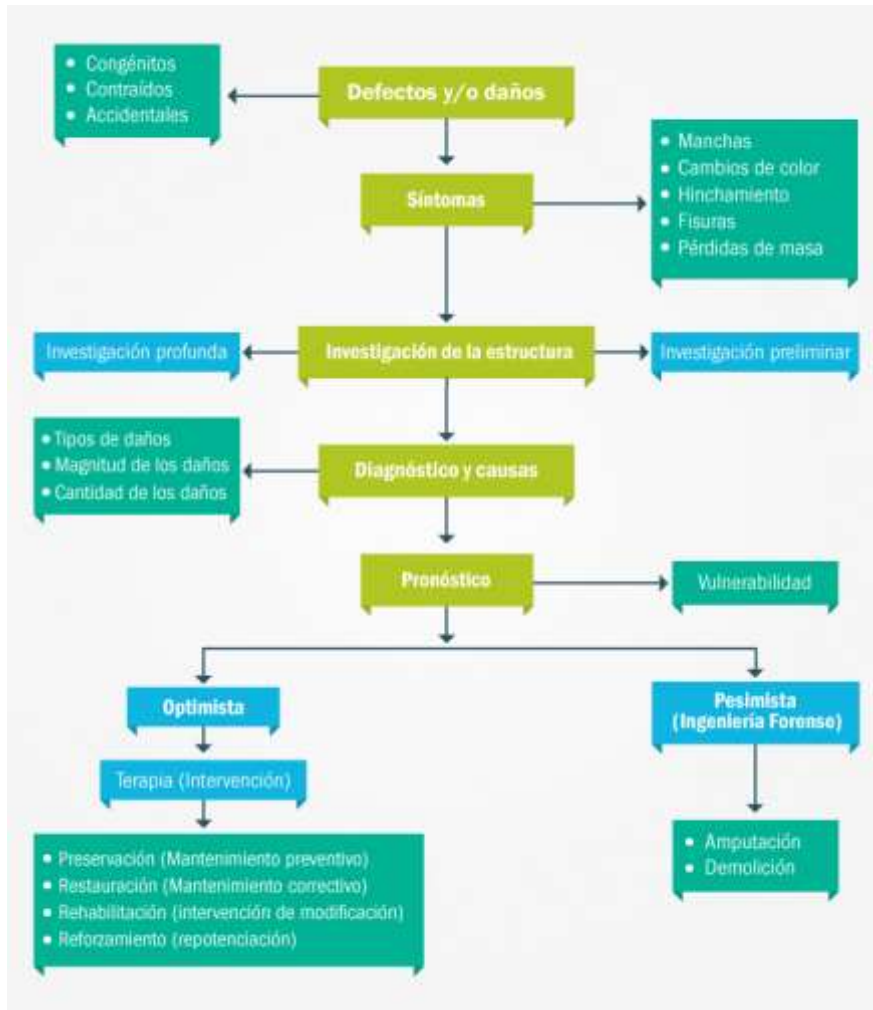 Defectos y/o daños
• Congénitos
• Contraídos
• Accidentales
Síntomas
• Manchas
• Cambios de color
• Hinchamiento
• Fisuras
• Pérdidas de masa
Investigación de la estructura
Investigación profunda
Investigación preliminar
Diagnóstico y causas
• Tipos de daños
• Magnitud de los daños
• Cantidad de los daños
Pronóstico
Vulnerabilidad
Optimista
Terapia (Intervención)
• Preservación (Mantenimiento preventivo)
• Restauración (Mantenimiento correctivo)
• Rehabilitación (intervención de modificación)
• Reforzamiento (repotenciación)
Pesimista
(Ingeniería Forense)
• Amputación
• Demolición